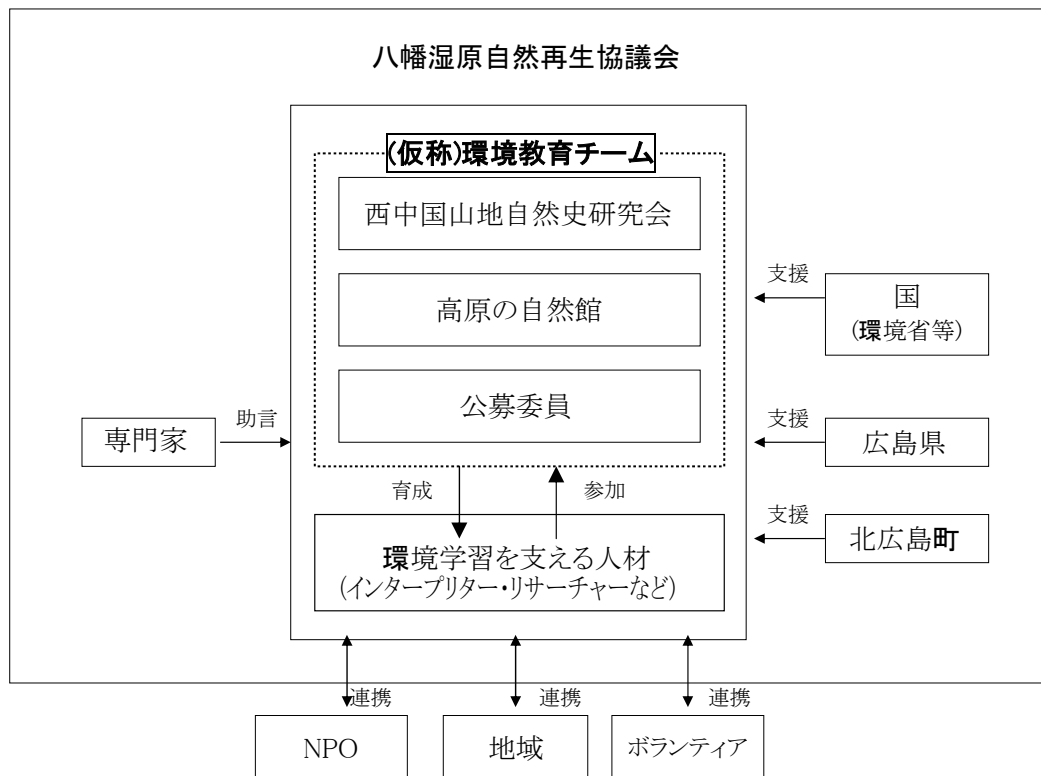 八幡湿原自然再生協議会
(仮称)環境教育チーム
西中国山地自然史研究会
高原の自然館
公募委員
専門家
助言
支援
国
(環境省等)
支援
広島県
支援
北広島町
育成
参加
環境学習を支える人材
(インタープリター・リサーチャーなど)
連携
連携
連携
NPO
地域
ボランティア